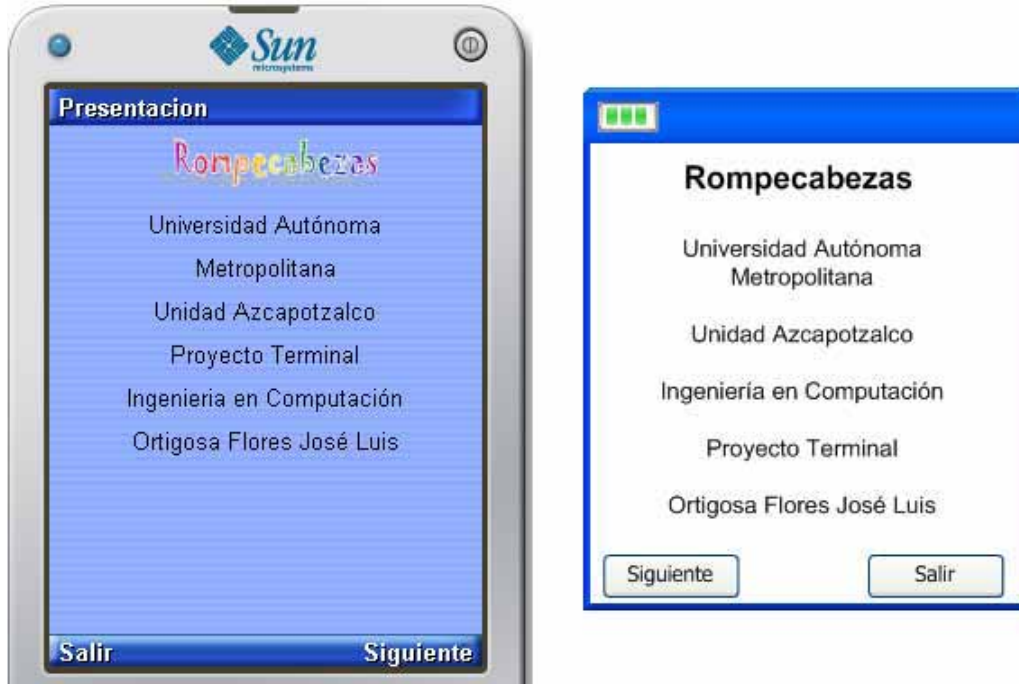 Sun
microsystems
Presentacion
Rompecabezas
Universidad Autónoma
Metropolitana
Unidad Azcapotzalco
Proyecto Terminal
Ingenieria en Computación
Ortigosa Flores José Luis
Salir
Siguiente
Rompecabezas
Universidad Autónoma
Metropolitana
Unidad Azcapotzalco
Ingeniería en Computación
Proyecto Terminal
Ortigosa Flores José Luis
Siguiente
Salir